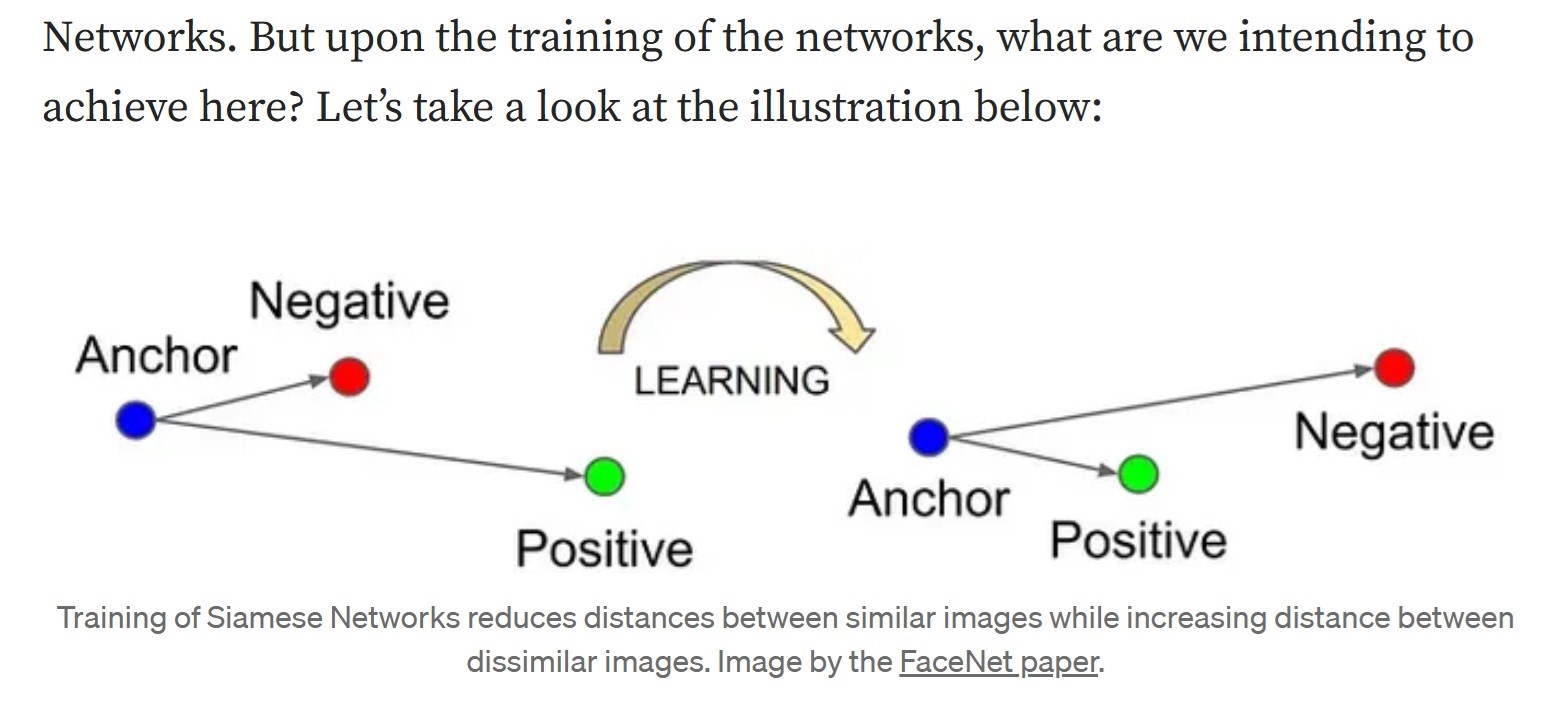 Networks. But upon the training of the networks, what are we intending to
achieve here? Let’s take a look at the illustration below:
Negative
Anchor
LEARNING
Positive
Negative
Anchor
Positive
Training of Siamese Networks reduces distances between similar images while increasing distance between
dissimilar images. Image by the FaceNet paper.